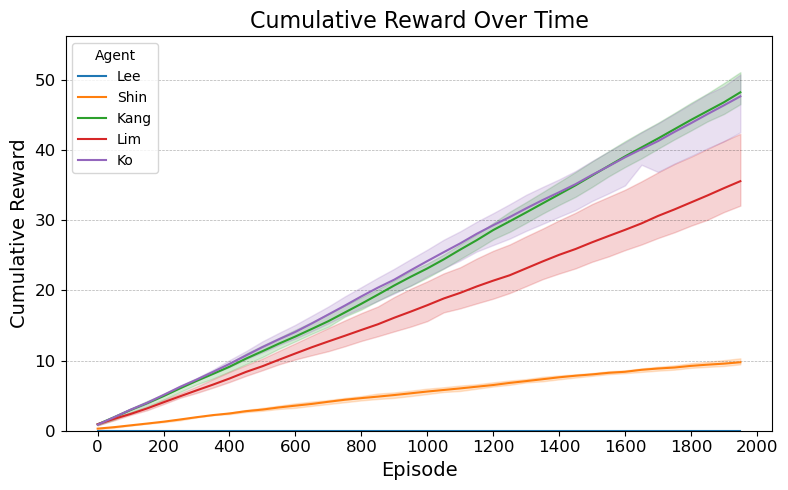 Cumulative Reward Over Time
Agent
Lee
Shin
Kang
Lim
Ko
Cumulative Reward
50
40
30
20
10
0
0 200 400 600 800 1000 1200 1400 1600 1800 2000
Episode